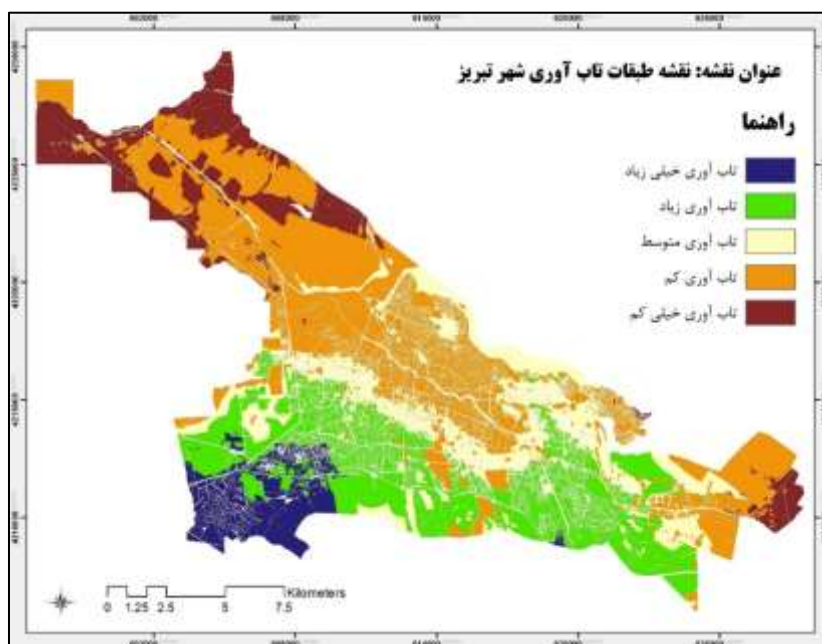 عنوان نقشه: نقشه طبقات تاب آوری شهر تبریز
راهنما
تاب آوری خیلی زیاد
تاب آوری زیاد
تاب آوری متوسط
تاب آوری کم
تاب آوری خیلی کم
Kilometers
0 1.25 2.5 5 7.5